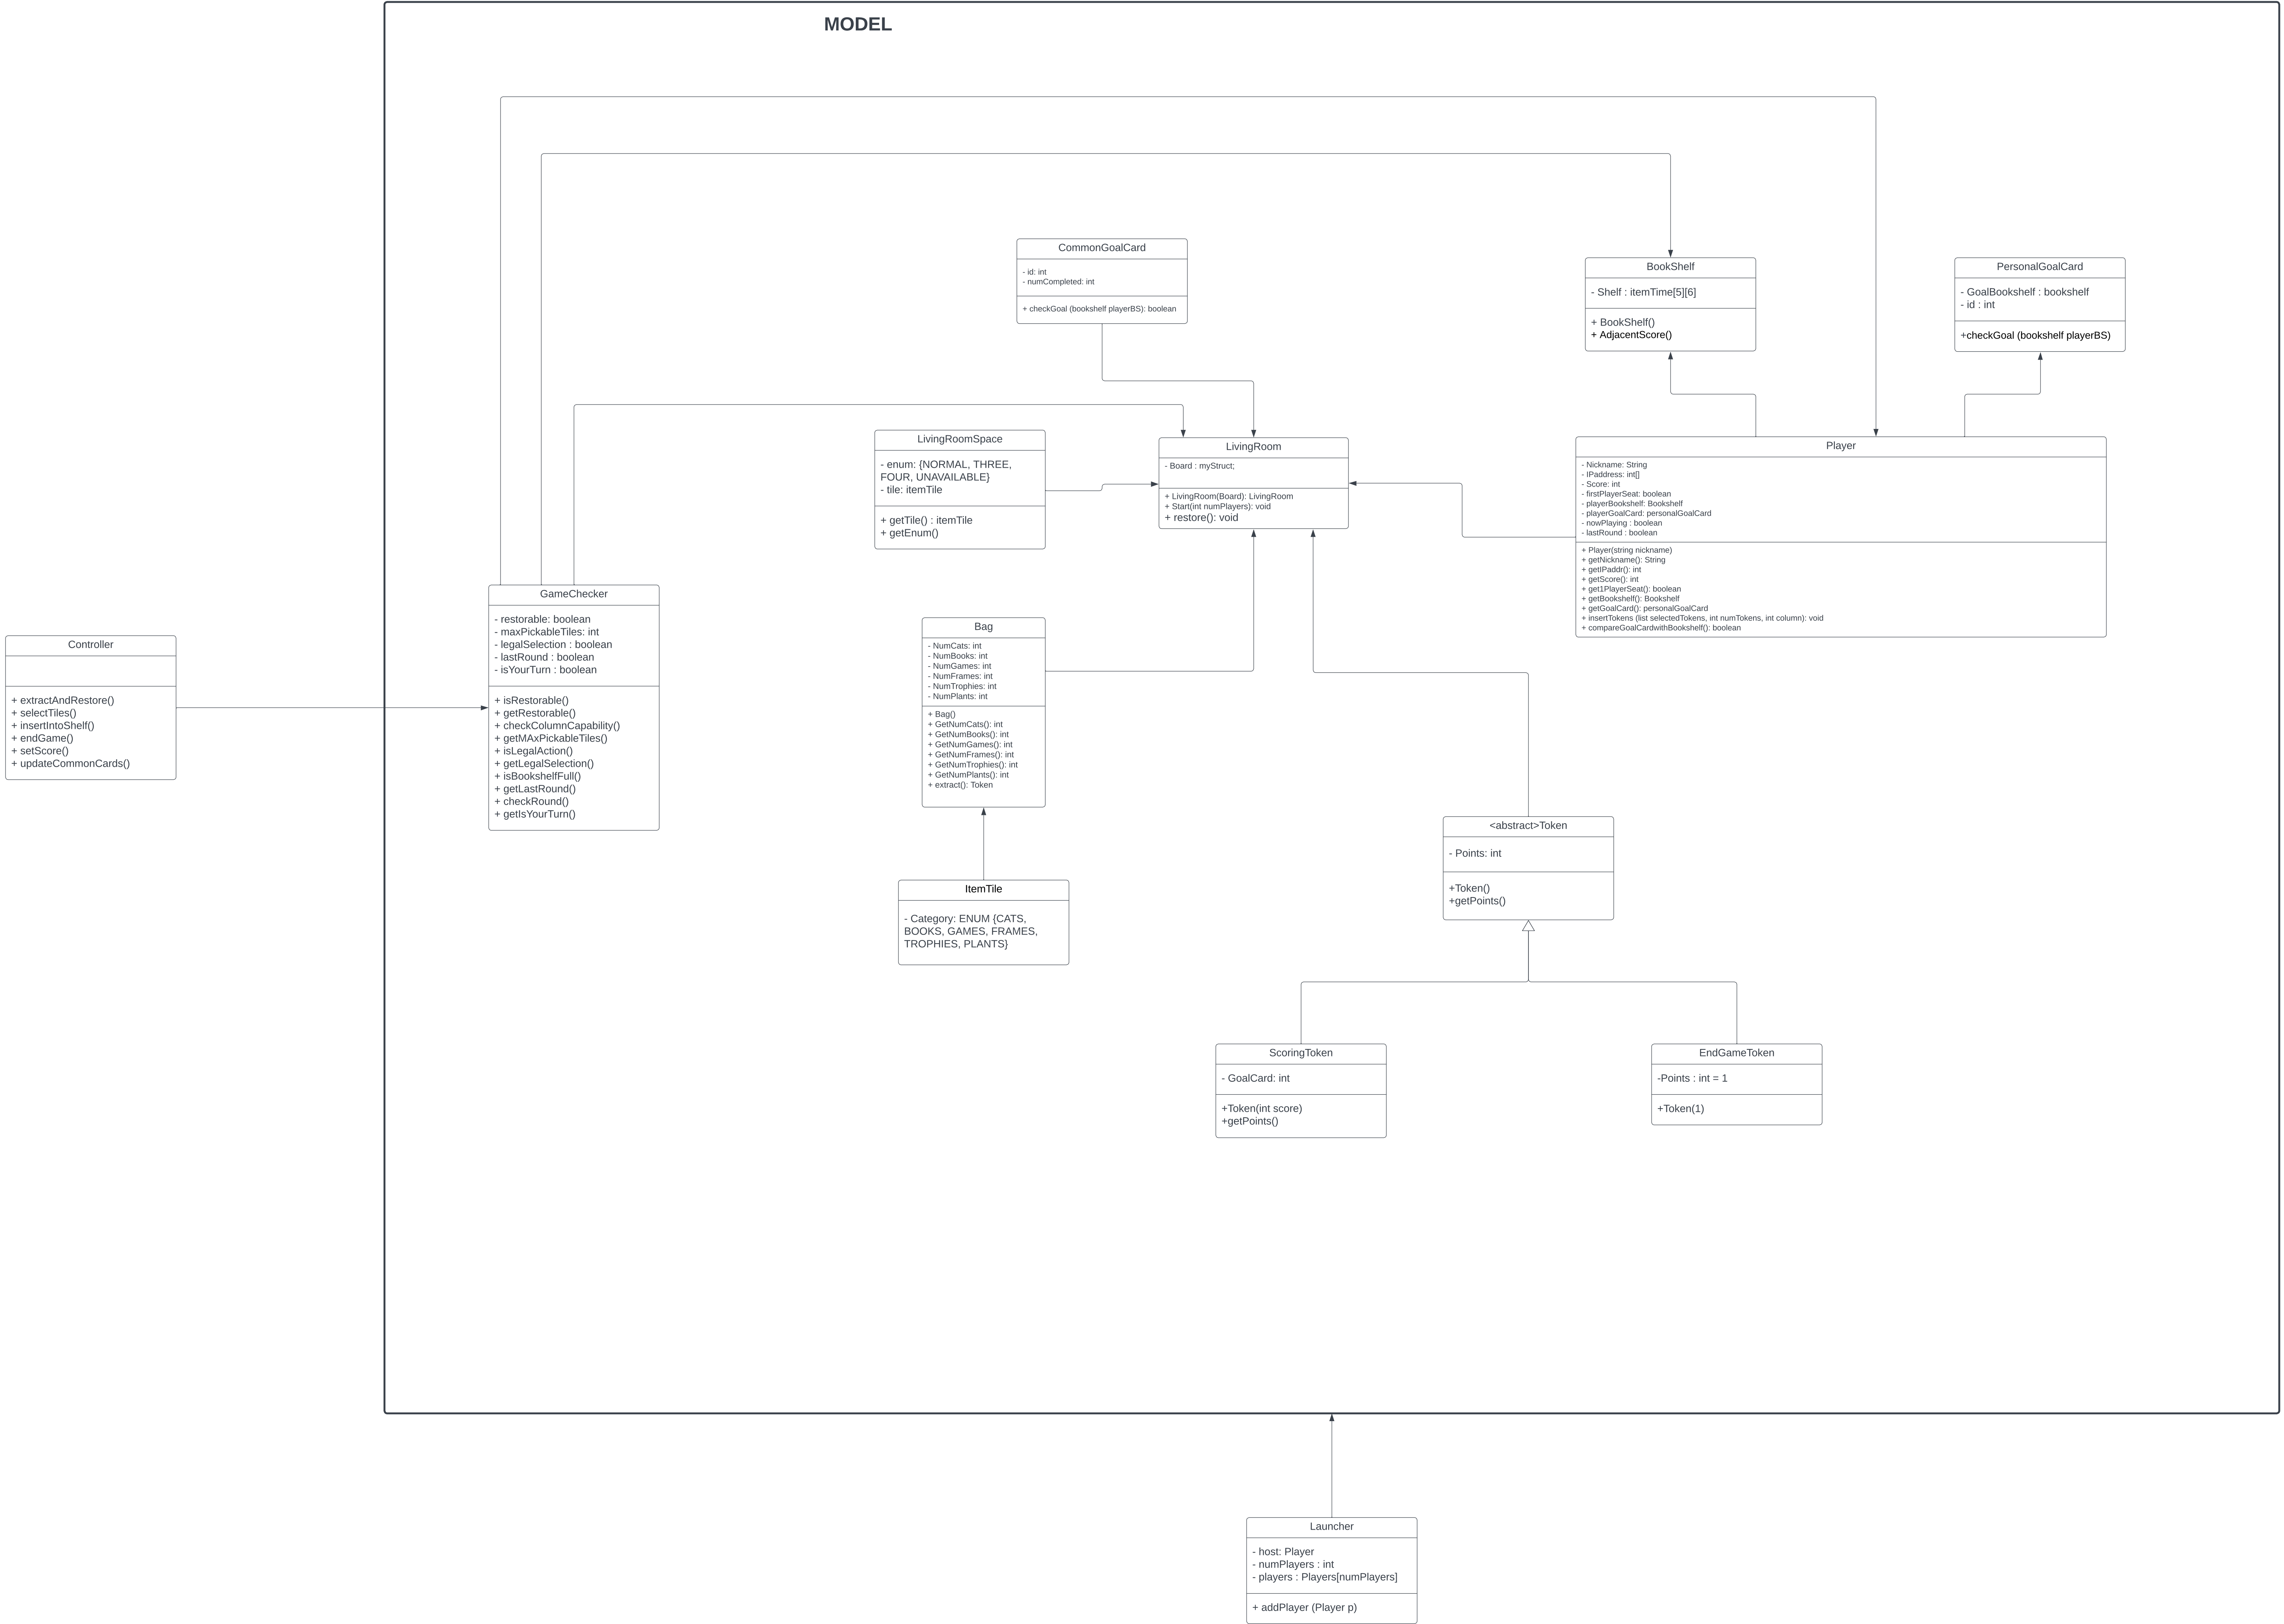 MODEL
CommonGoalCard
- id: int
- numCompleted: int
+ checkGoal (bookshelf playerBS): boolean
BookShelf
- Shelf : itemTime[5][6]
+ BookShelf()
+ AdjacentScore()
PersonalGoalCard
- GoalBookshelf : bookshelf
- id : int
+checkGoal (bookshelf playerBS)
LivingRoomSpace
- enum: {NORMAL, THREE,
FOUR, UNAVAILABLE}
- tile: itemTile
+ getTile() : itemTile
+ getEnum()
LivingRoom
- Board : myStruct;
+ LivingRoom(Board): LivingRoom
+ Start(int numPlayers): void
+ restore(): void
Player
- Nickname: String
- IPaddress: int[]
- Score: int
- firstPlayerSeat: boolean
- playerBookshelf: Bookshelf
- playerGoalCard: personalGoalCard
- nowPlaying : boolean
- lastRound : boolean
+ Player(string nickname)
+ getNickname(): String
+ getIPaddr(): int
+ getScore(): int
+ get1PlayerSeat(): boolean
+ getBookshelf(): Bookshelf
+ getGoalCard(): personalGoalCard
+ insertTokens (list selectedTokens, int numTokens, int column): void
+ compareGoalCardwithBookshelf(): boolean
Controller
+ extractAndRestore()
+ selectTiles()
+ insertIntoShelf()
+ endGame()
+ setScore()
+ updateCommonCards()
GameChecker
- restorable: boolean
- maxPickableTiles: int
- legalSelection : boolean
- lastRound : boolean
- isYourTurn : boolean
+ isRestorable()
+ getRestorable()
+ checkColumnCapability()
+ getMAxPickableTiles()
+ isLegalAction()
+ getLegalSelection()
+ isBookshelfFull()
+ getLastRound()
+ checkRound()
+ getIsYourTurn()
Bag
- NumCats: int
- NumBooks: int
- NumGames: int
- NumFrames: int
- NumTrophies: int
- NumPlants: int
+ Bag()
+ GetNumCats(): int
+ GetNumBooks(): int
+ GetNumGames(): int
+ GetNumFrames(): int
+ GetNumTrophies(): int
+ GetNumPlants(): int
+ extract(): Token
ItemTile
- Category: ENUM {CATS,
BOOKS, GAMES, FRAMES,
TROPHIES, PLANTS}
<abstract>Token
- Points: int
+Token()
+getPoints()
ScoringToken
- GoalCard: int
+Token(int score)
+getPoints()
EndGameToken
-Points : int = 1
+Token(1)
Launcher
- host: Player
- numPlayers : int
- players : Players[numPlayers]
+ addPlayer (Player p)